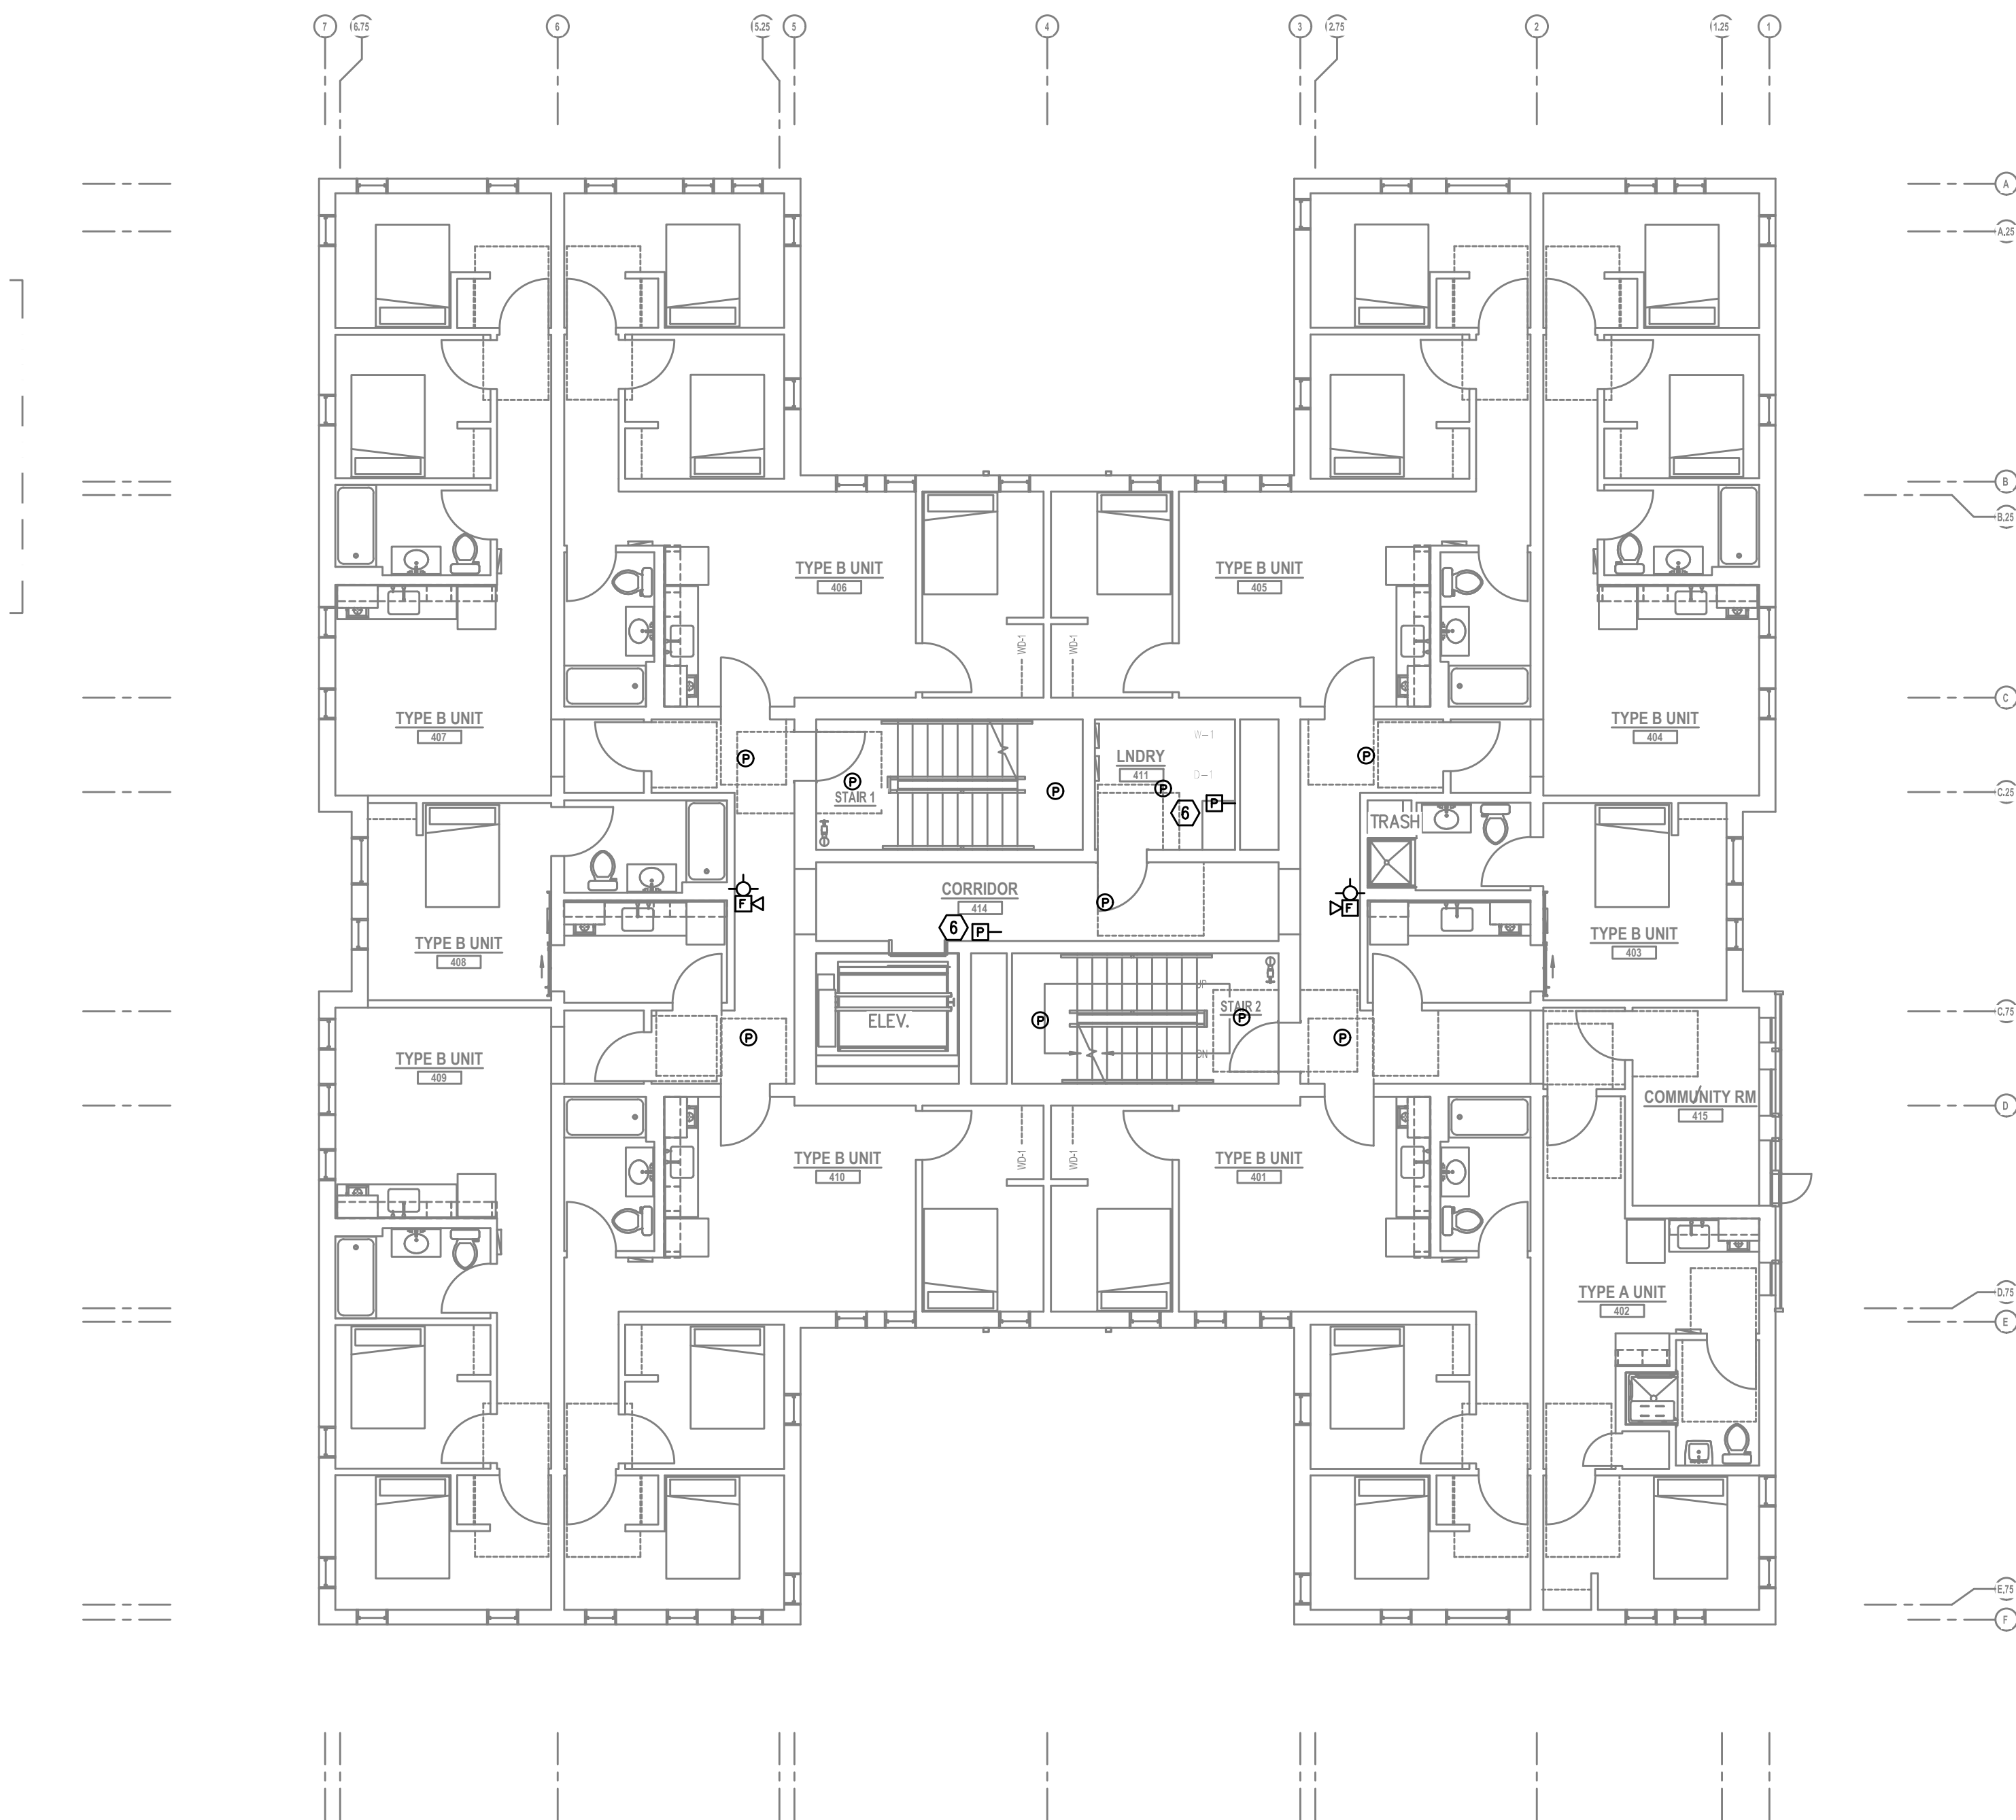 7
6.75
6
5.25
5
4
3
2.75
2
1.25
1
A
A.25
B
B.25
TYPE B UNIT
406
TYPE B UNIT
405
WD-1
WD-1
C
TYPE B UNIT
407
TYPE B UNIT
404
P
P
W-1
LNDRY
411
D-1
P
P
P
STAIR 1
6
P
C.25
TRASH
CORRIDOR
414
P
F
F
6
P
TYPE B UNIT
408
TYPE B UNIT
403
UP
STAIR 2
P
P
ELEV.
C.75
P
P
DN
TYPE B UNIT
409
COMMUNITY RM
415
D
TYPE B UNIT
410
WD-1
WD-1
TYPE B UNIT
401
TYPE A UNIT
402
D.75
E
E.75
F